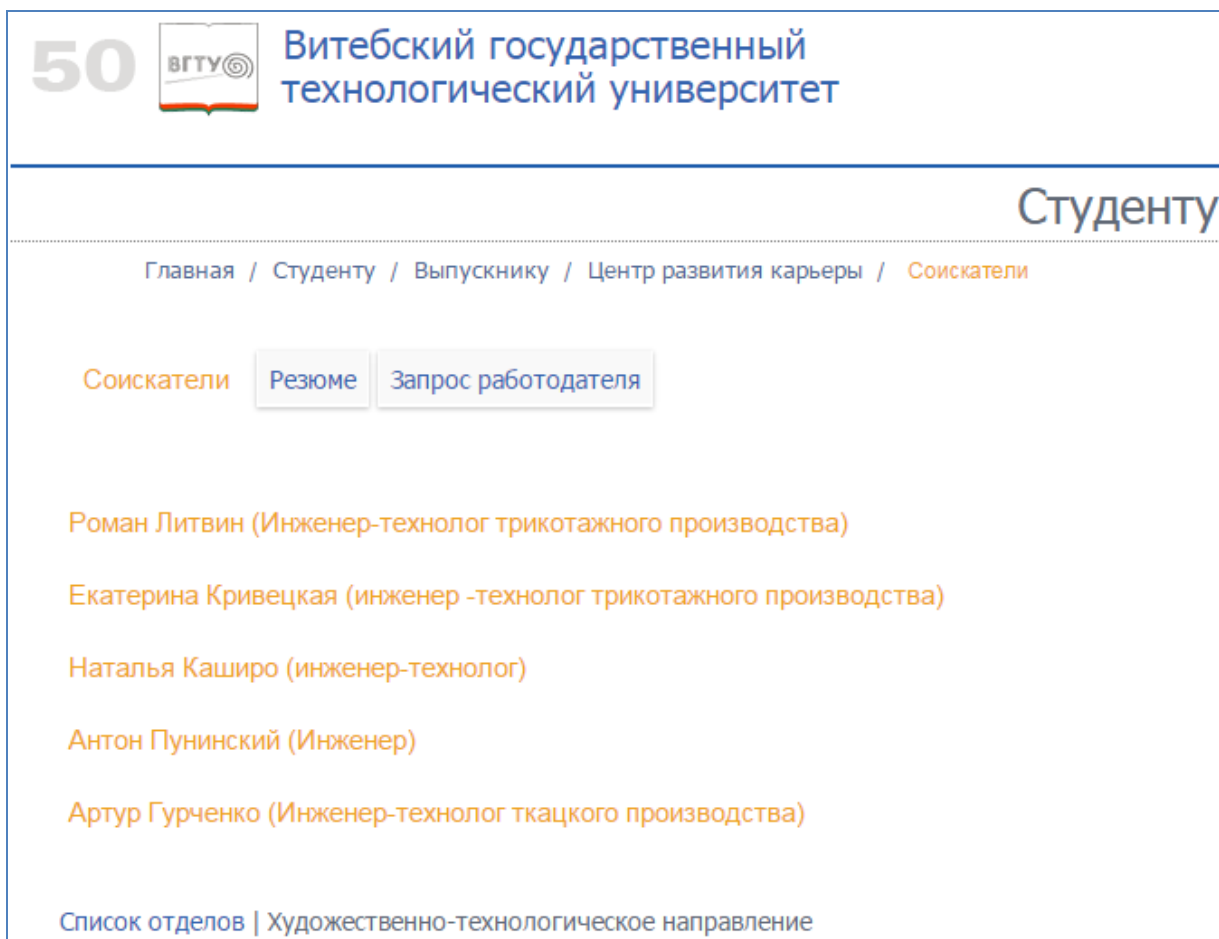 50
ВГТУ
Витебский государственный
технологический университет
Студенту
Главная / Студенту / Выпускнику / Центр развития карьеры / Соискатели
Соискатели Резюме Запрос работодателя
Роман Литвин (Инженер-технолог трикотажного производства)
Екатерина Кривецкая (инженер -технолог трикотажного производства)
Наталья Каширо (инженер-технолог)
Антон Пунинский (Инженер)
Артур Гурченко (Инженер-технолог ткацкого производства)
Список отделов | Художественно-технологическое направление